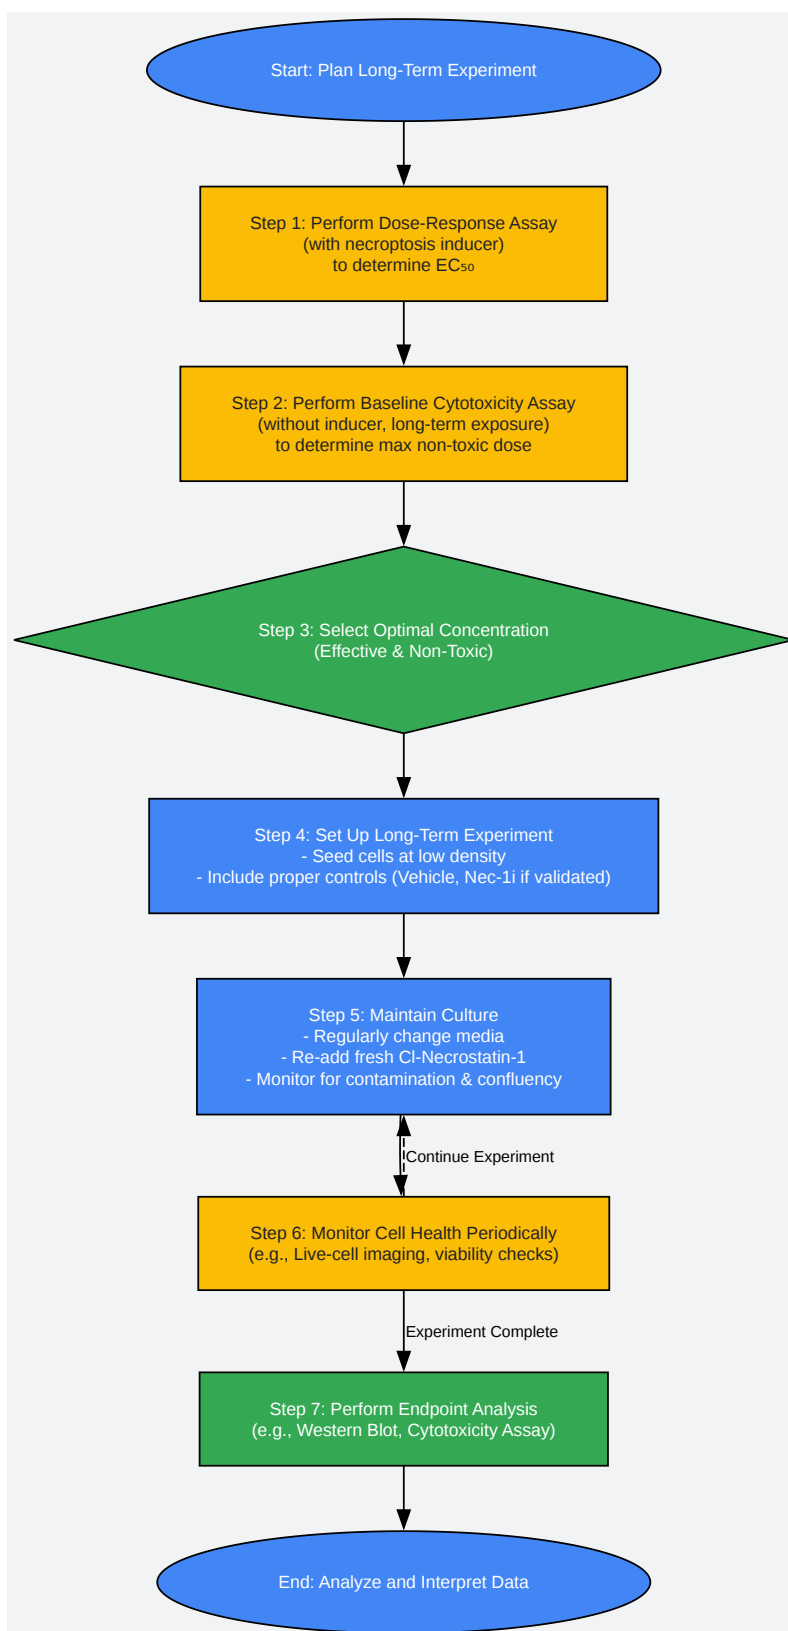 Start: Plan Long-Term Experiment
Step 1: Perform Dose-Response Assay
(with necroptosis inducer)
to determine EC₅₀
Step 2: Perform Baseline Cytotoxicity Assay
(without inducer, long-term exposure)
to determine max non-toxic dose
Step 3: Select Optimal Concentration
(Effective & Non-Toxic)
Step 4: Set Up Long-Term Experiment
- Seed cells at low density
- Include proper controls (Vehicle, Nec-1i if validated)
Step 5: Maintain Culture
- Regularly change media
- Re-add fresh Cl-Necrostatin-1
- Monitor for contamination & confluency
Continue Experiment
Step 6: Monitor Cell Health Periodically
(e.g., Live-cell imaging, viability checks)
Experiment Complete
Step 7: Perform Endpoint Analysis
(e.g., Western Blot, Cytotoxicity Assay)
End: Analyze and Interpret Data